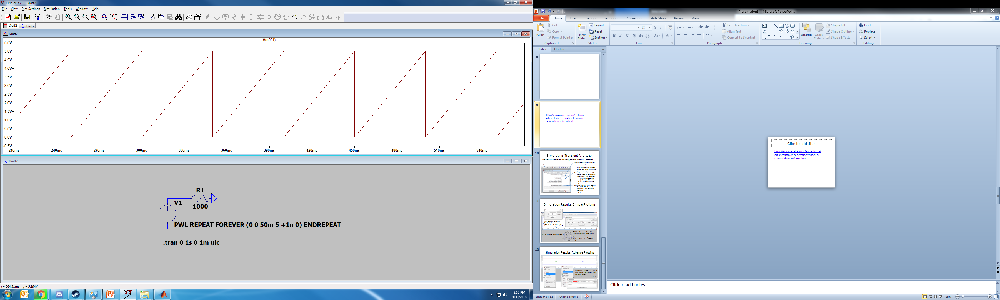 LTspice XVII - Draft2
File View Plot Settings Simulation Tools Window Help
Draft2 Draft2
Draft2
V(n001)
5.5V
5.0V
4.5V
4.0V
3.5V
3.0V
2.5V
2.0V
1.5V
1.0V
0.5V
0.0V
-0.5V
210ms 240ms 270ms 300ms 330ms 360ms 390ms 420ms 450ms 480ms 510ms 540ms
Draft2
R1
V1
1000
PWL REPEAT FOREVER (0 0 50m 5 +1n 0) ENDREPEAT
.tran 0 1s 0 1m uic
x = 564.51ms y = 5.194V
2:16 PM
9/30/2018
Presentation1 - Microsoft PowerPoint
File Home Insert Design Transitions Animations Slide Show Review View
Paste
Cut
Copy
Format Painter
Clipboard
New
Slide
Layout
Reset
Section
Slides
18
B I U S abc AV Aa A
Font
Text Direction
Align Text
Convert to SmartArt
Paragraph
Arrange
Quick
Styles
Shape Fill
Shape Outline
Shape Effects
Drawing
Find
Replace
Select
Editing
Slides Outline
8
9
http://www.analog.com/en/technical-
articles/ltspice-generating-triangular-
sawtooth-waveforms.html
10
Simulating (Transient Analysis)
11
Simulation Results: Simple Plotting
12
Simulation Results: Advance Plotting
Click to add title
http://www.analog.com/en/technical-
articles/ltspice-generating-triangular-
sawtooth-waveforms.html
Click to add notes
Slide 9 of 12 "Office Theme" 25%